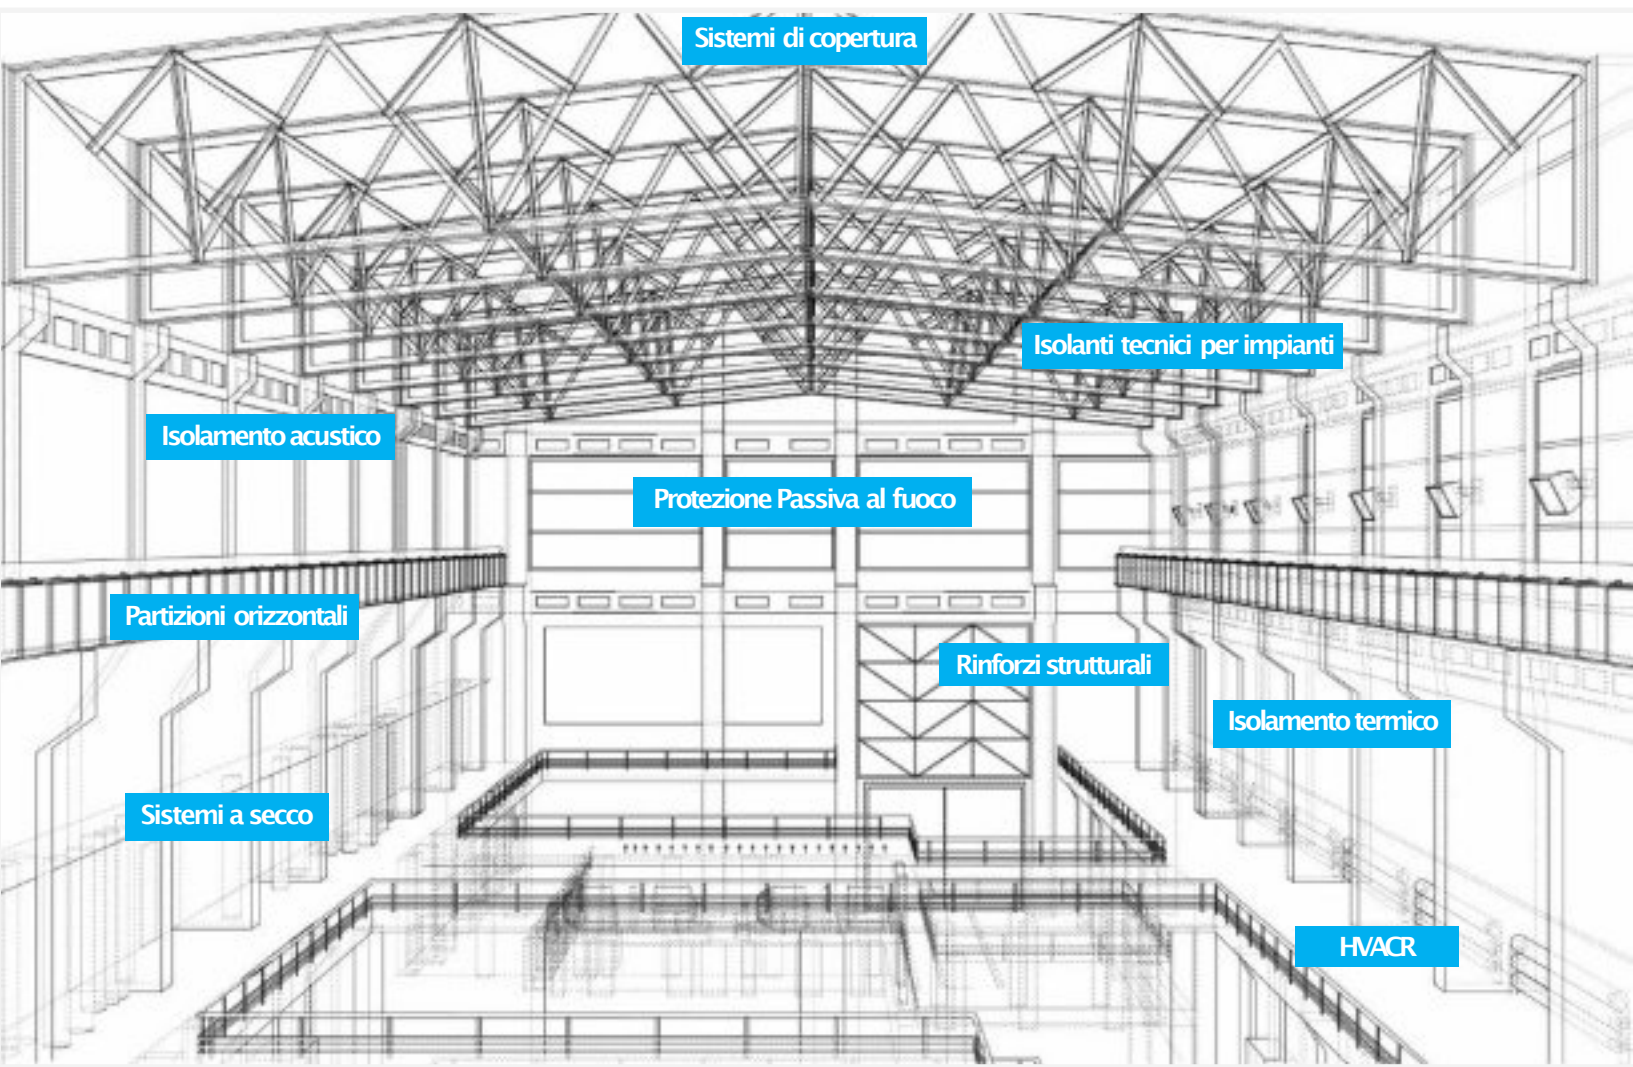 Sistemi di copertura
Isolanti tecnici per impianti
Isolamento acustico
Protezione Passiva al fuoco
Partizioni orizzontali
Rinforzi strutturali
Isolamento termico
Sistemi a secco
HVACR